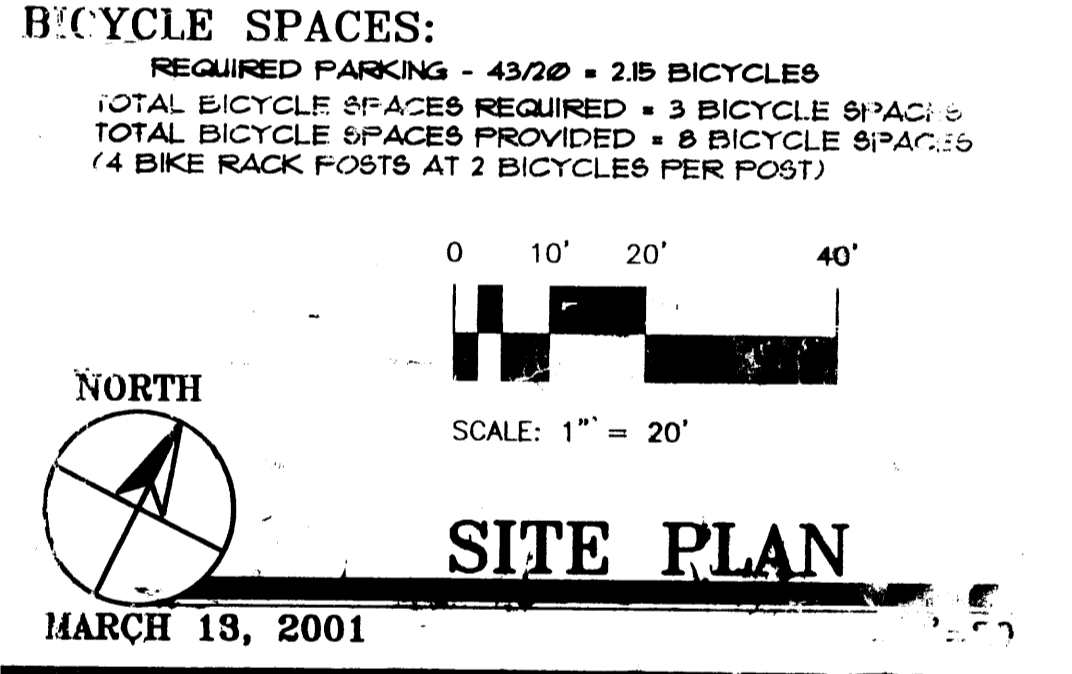 BICYCLE SPACES:
REQUIRED PARKING - 43/20 = 2.15 BICYCLES
TOTAL BICYCLE SPACES REQUIRED = 3 BICYCLE SPACES
TOTAL BICYCLE SPACES PROVIDED = 8 BICYCLE SPACES
(4 BIKE RACK POSTS AT 2 BICYCLES PER POST)
0 10' 20' 40'
NORTH
SCALE: 1" = 20'
SITE PLAN
MARCH 13, 2001